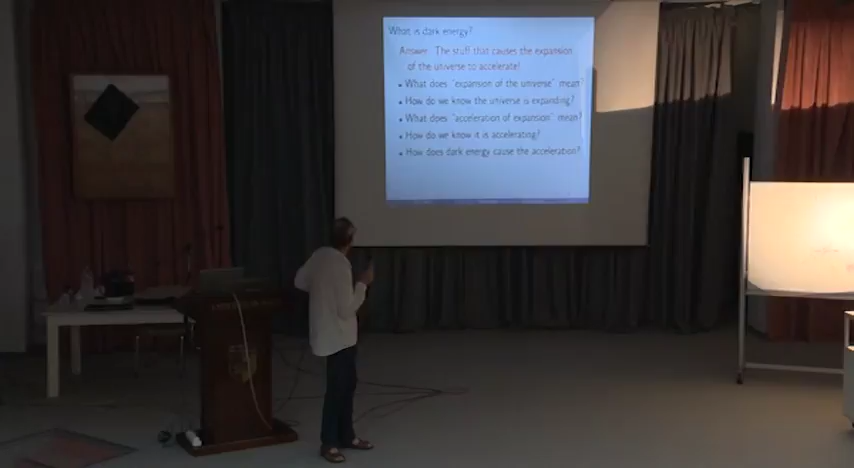 What is dark energy?
Answer: The stuff that causes the expansion
of the universe to accelerate!
• What does "expansion of the universe" mean?
• How do we know the universe is expanding?
• What does "acceleration of expansion" mean?
• How do we know it is accelerating?
• How does dark energy cause the acceleration?